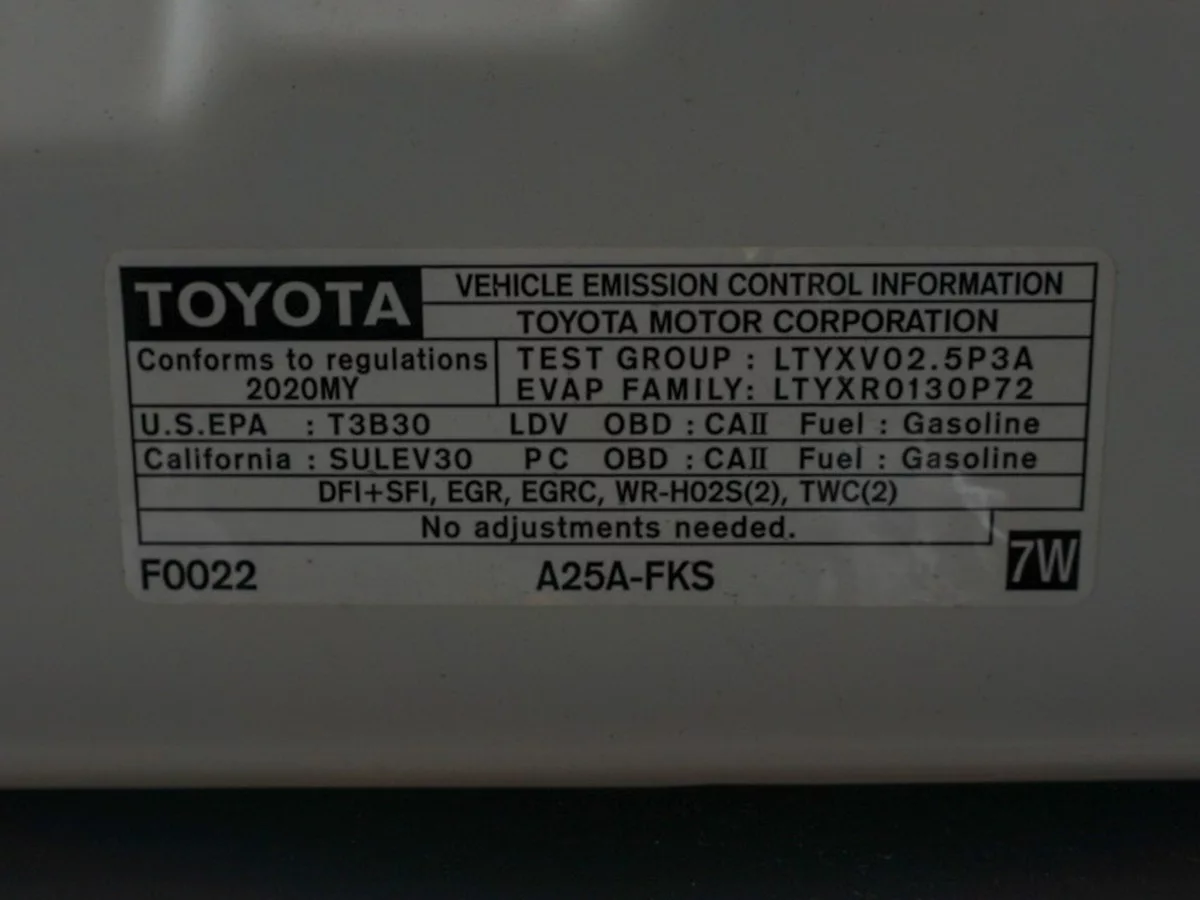 TOYOTA
VEHICLE EMISSION CONTROL INFORMATION
TOYOTA MOTOR CORPORATION
Conforms to regulations
2020MY
TEST GROUP : LTYXV02.5P3A
EVAP FAMILY: LTYXR0130P72
U.S.EPA : T3B30 LDV OBD : CAII Fuel : Gasoline
California : SULEV30 PC OBD : CAII Fuel : Gasoline
DFI+SFI, EGR, EGRC, WR-HO2S(2), TWC(2)
No adjustments needed.
F0022 A25A-FKS 7W